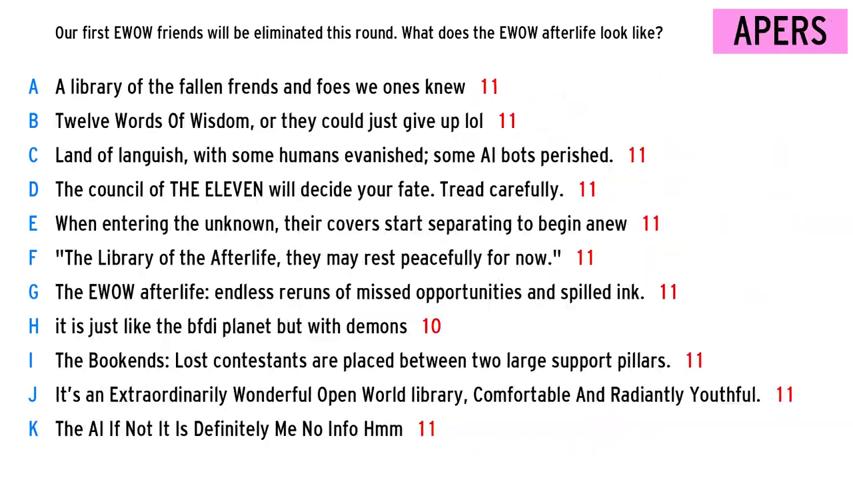 Our first EWOW friends will be eliminated this round. What does the EWOW afterlife look like?
APERS
A A library of the fallen frends and foes we ones knew 11
B Twelve Words Of Wisdom, or they could just give up lol 11
C Land of languish, with some humans evanished; some AI bots perished. 11
D The council of THE ELEVEN will decide your fate. Tread carefully. 11
E When entering the unknown, their covers start separating to begin anew 11
F "The Library of the Afterlife, they may rest peacefully for now." 11
G The EWOW afterlife: endless reruns of missed opportunities and spilled ink. 11
H it is just like the bfdi planet but with demons 10
I The Bookends: Lost contestants are placed between two large support pillars. 11
J It's an Extraordinarily Wonderful Open World library, Comfortable And Radiantly Youthful. 11
K The AI If Not It Is Definitely Me No Info Hmm 11